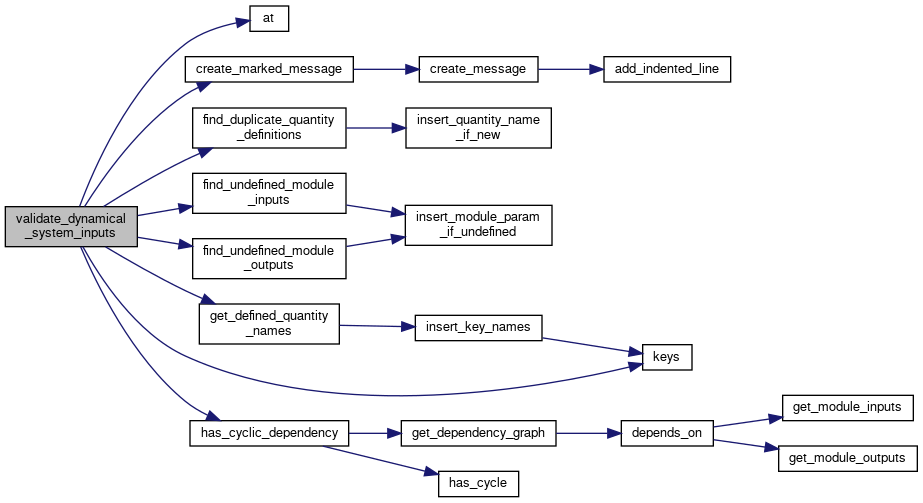 at
create_marked_message
create_message
add_indented_line
find_duplicate_quantity
_definitions
insert_quantity_name
_if_new
find_undefined_module
_inputs
validate_dynamical
_system_inputs
insert_module_param
_if_undefined
find_undefined_module
_outputs
get_defined_quantity
_names
insert_key_names
keys
has_cyclic_dependency
get_dependency_graph
depends_on
get_module_inputs
get_module_outputs
has_cycle